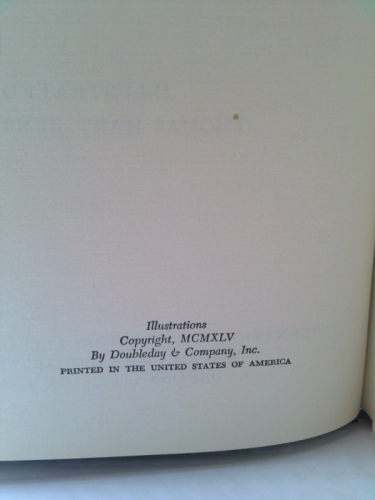 Illustrations
Copyright, MCMXLV
By Doubleday & Company, Inc.
PRINTED IN THE UNITED STATES OF AMERICA